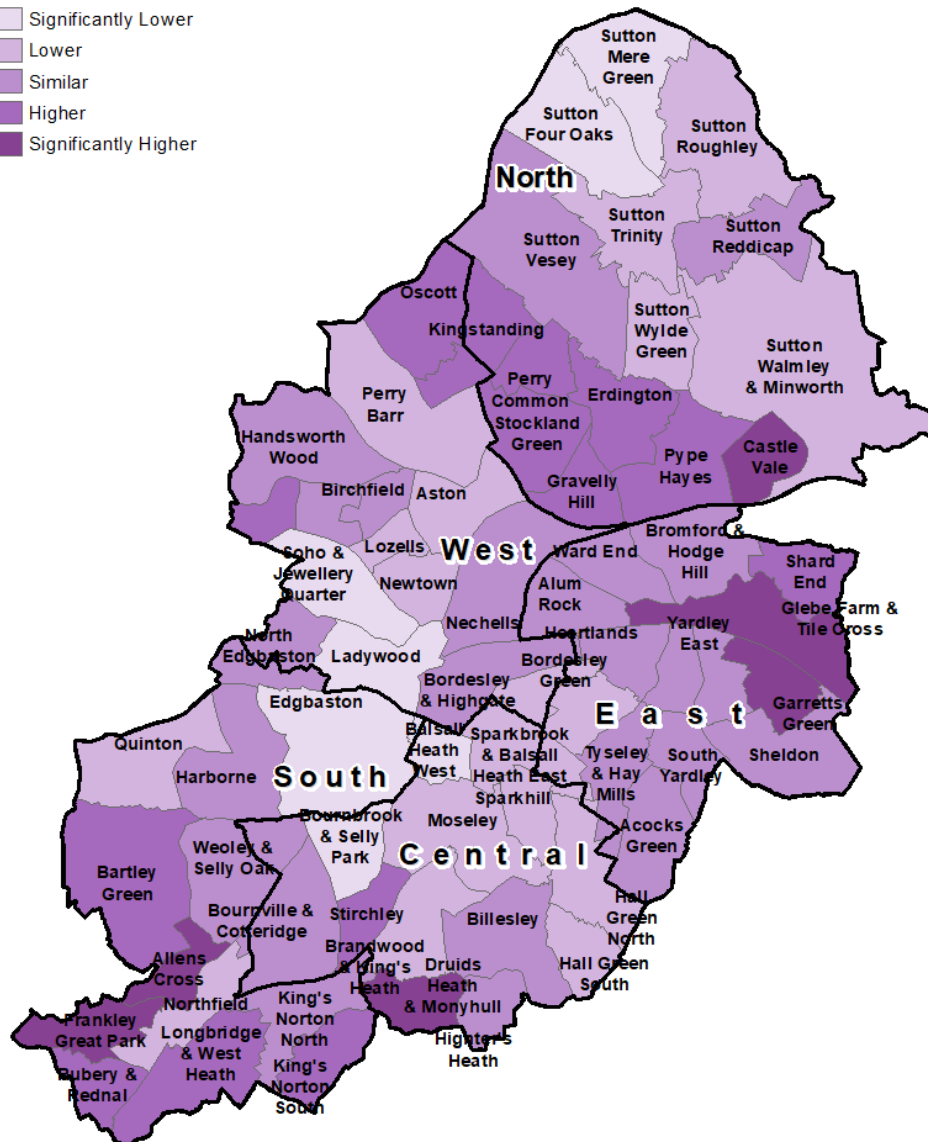 Significantly Lower
Lower
Similar
Higher
Significantly Higher
Sutton
Mere
Green
Sutton
Four Oaks
Sutton
Roughley
North
Sutton
Trinity
Sutton
Reddicap
Sutton
Vesey
Oscott
Kingstanding
Sutton
Wylde
Green
Sutton
Walmley
& Minworth
Perry
Barr
Perry
Common
Erdington
Stockland
Green
Handsworth
Wood
Castle
Vale
Pype
Hayes
Gravelly
Hill
Birchfield
Aston
West
Lozells
Soho &
Jewellery
Quarter
Newtown
Ward End
Bromford &
Hodge
Hill
Shard
End
Alum
Rock
Glebe Farm &
Tile Cross
Nechells
Heartlands
Yardley
East
North
Edgbaston
Ladywood
Bordesley
Green
Bordesley
& Highgate
Edgbaston
East
Garretts
Green
Quinton
Balsall
Heath
West
Sparkbrook
& Balsall
Heath East
Tyseley
& Hay
Mills
South
Yardley
Sheldon
Harborne
South
Sparkhill
Moseley
Bournbrook
& Selly
Park
Acocks
Green
Central
Weoley &
Selly Oak
Bartley
Green
Hall
Green
North
Bournville &
Cotteridge
Stirchley
Billesley
Brandwood
& King's
Heath
Allens
Cross
Druids
Heath
& Monyhull
Hall Green
South
Northfield
King's
Norton
North
Frankley
Great Park
Longbridge
& West
Heath
Highter's
Heath
Rubery &
Rednal
King's
Norton
South